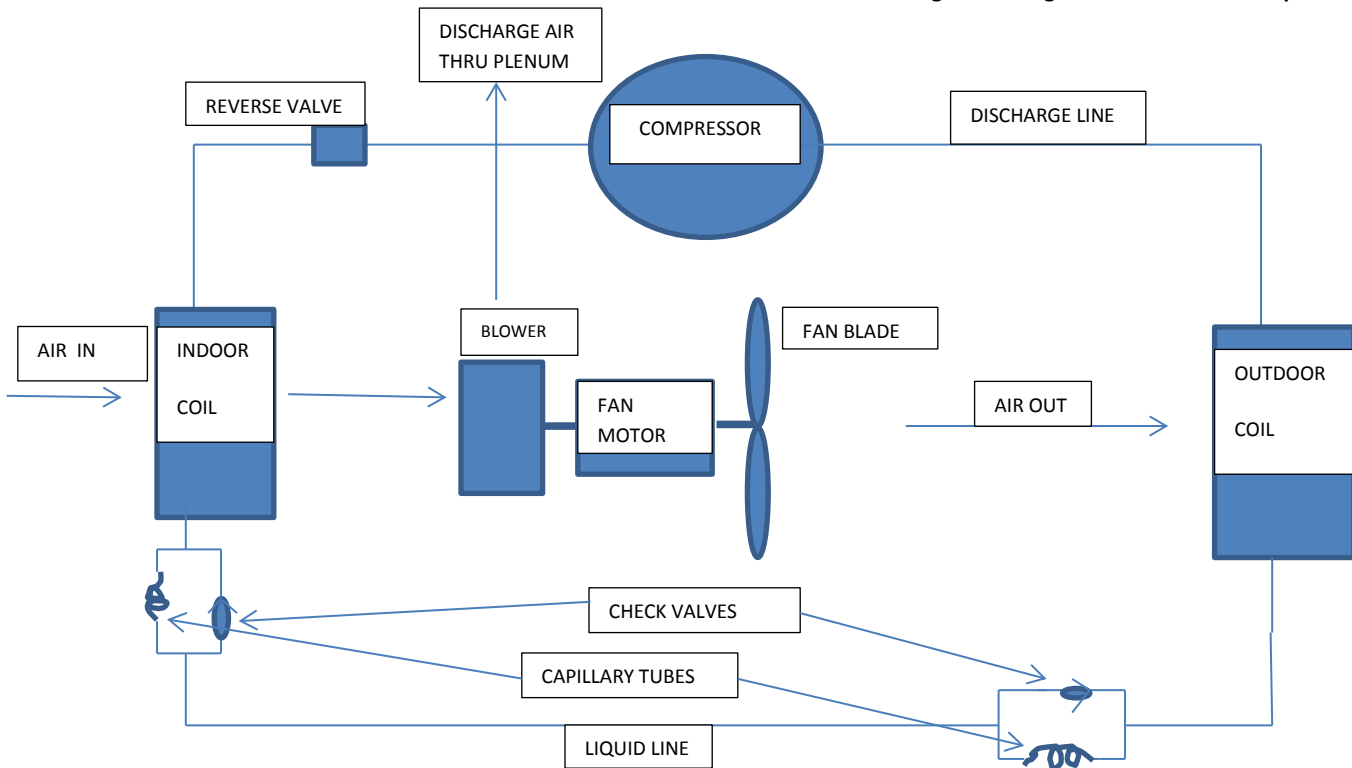 DISCHARGE AIR
THRU PLENUM
REVERSE VALVE
COMPRESSOR
DISCHARGE LINE
AIR IN
INDOOR
COIL
BLOWER
FAN
MOTOR
FAN BLADE
AIR OUT
OUTDOOR
COIL
CHECK VALVES
CAPILLARY TUBES
LIQUID LINE